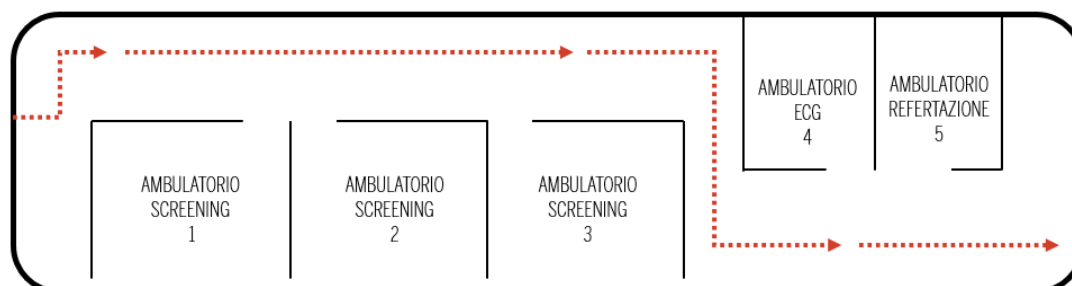 AMBULATORIO
ECG
4
AMBULATORIO
REFERTAZIONE
5
AMBULATORIO
SCREENING
1
AMBULATORIO
SCREENING
2
AMBULATORIO
SCREENING
3